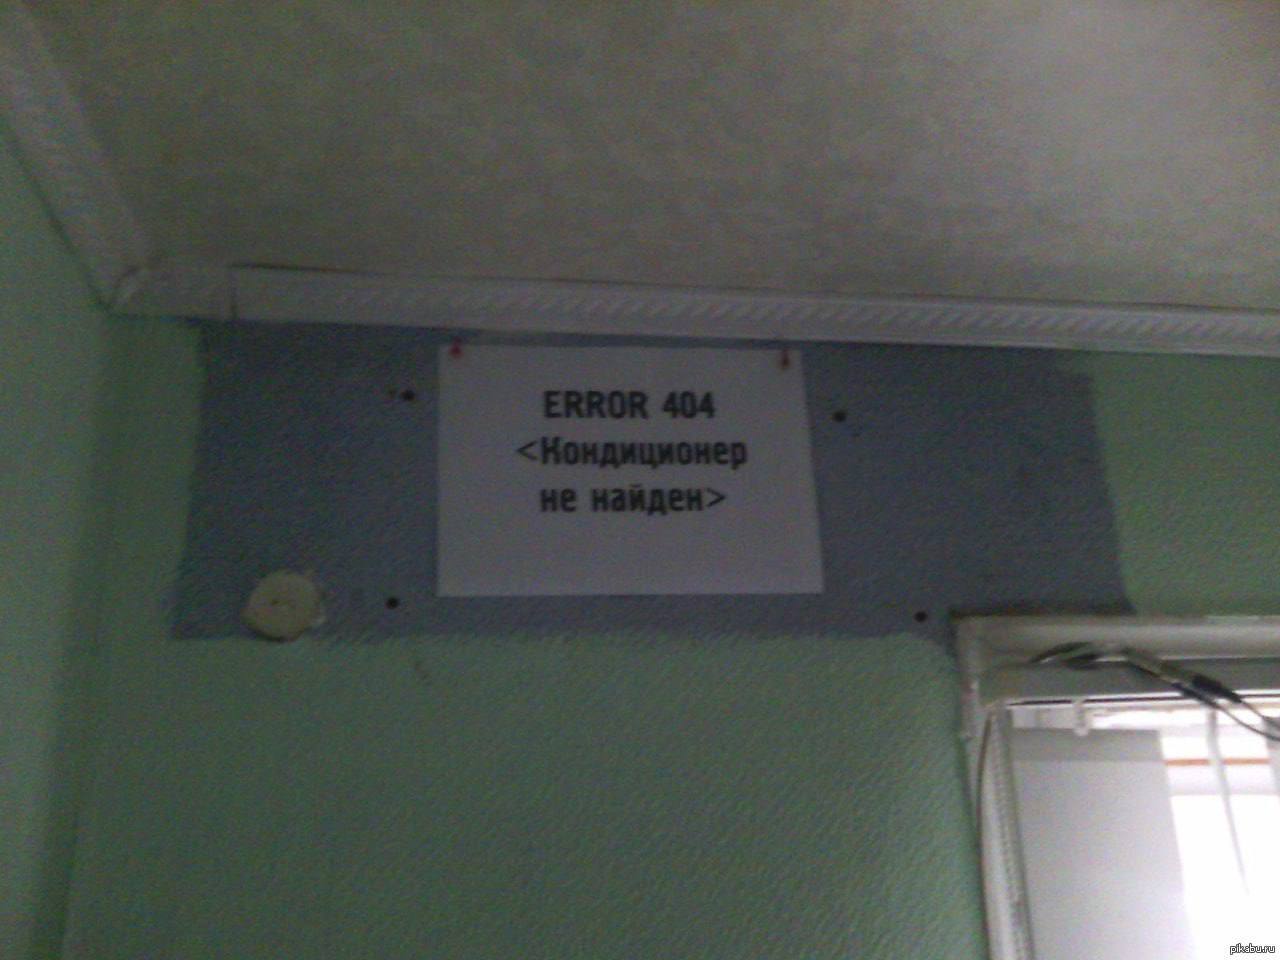 ERROR 404
<Кондиционер
не найден>
pikabu.ru